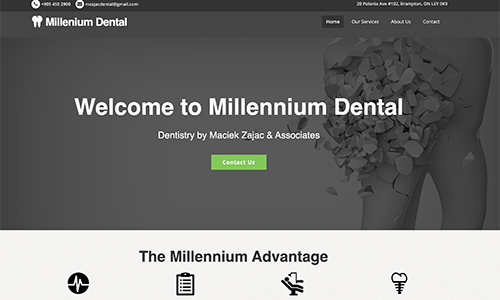 +905 455 2900 mzajacdental@gmail.com 20 Polonia Ave #102, Brampton, ON L6Y 0K9
Millenium Dental Home Our Services About Us Contact
Welcome to Millennium Dental
Dentistry by Maciek Zajac & Associates
Contact Us
The Millennium Advantage